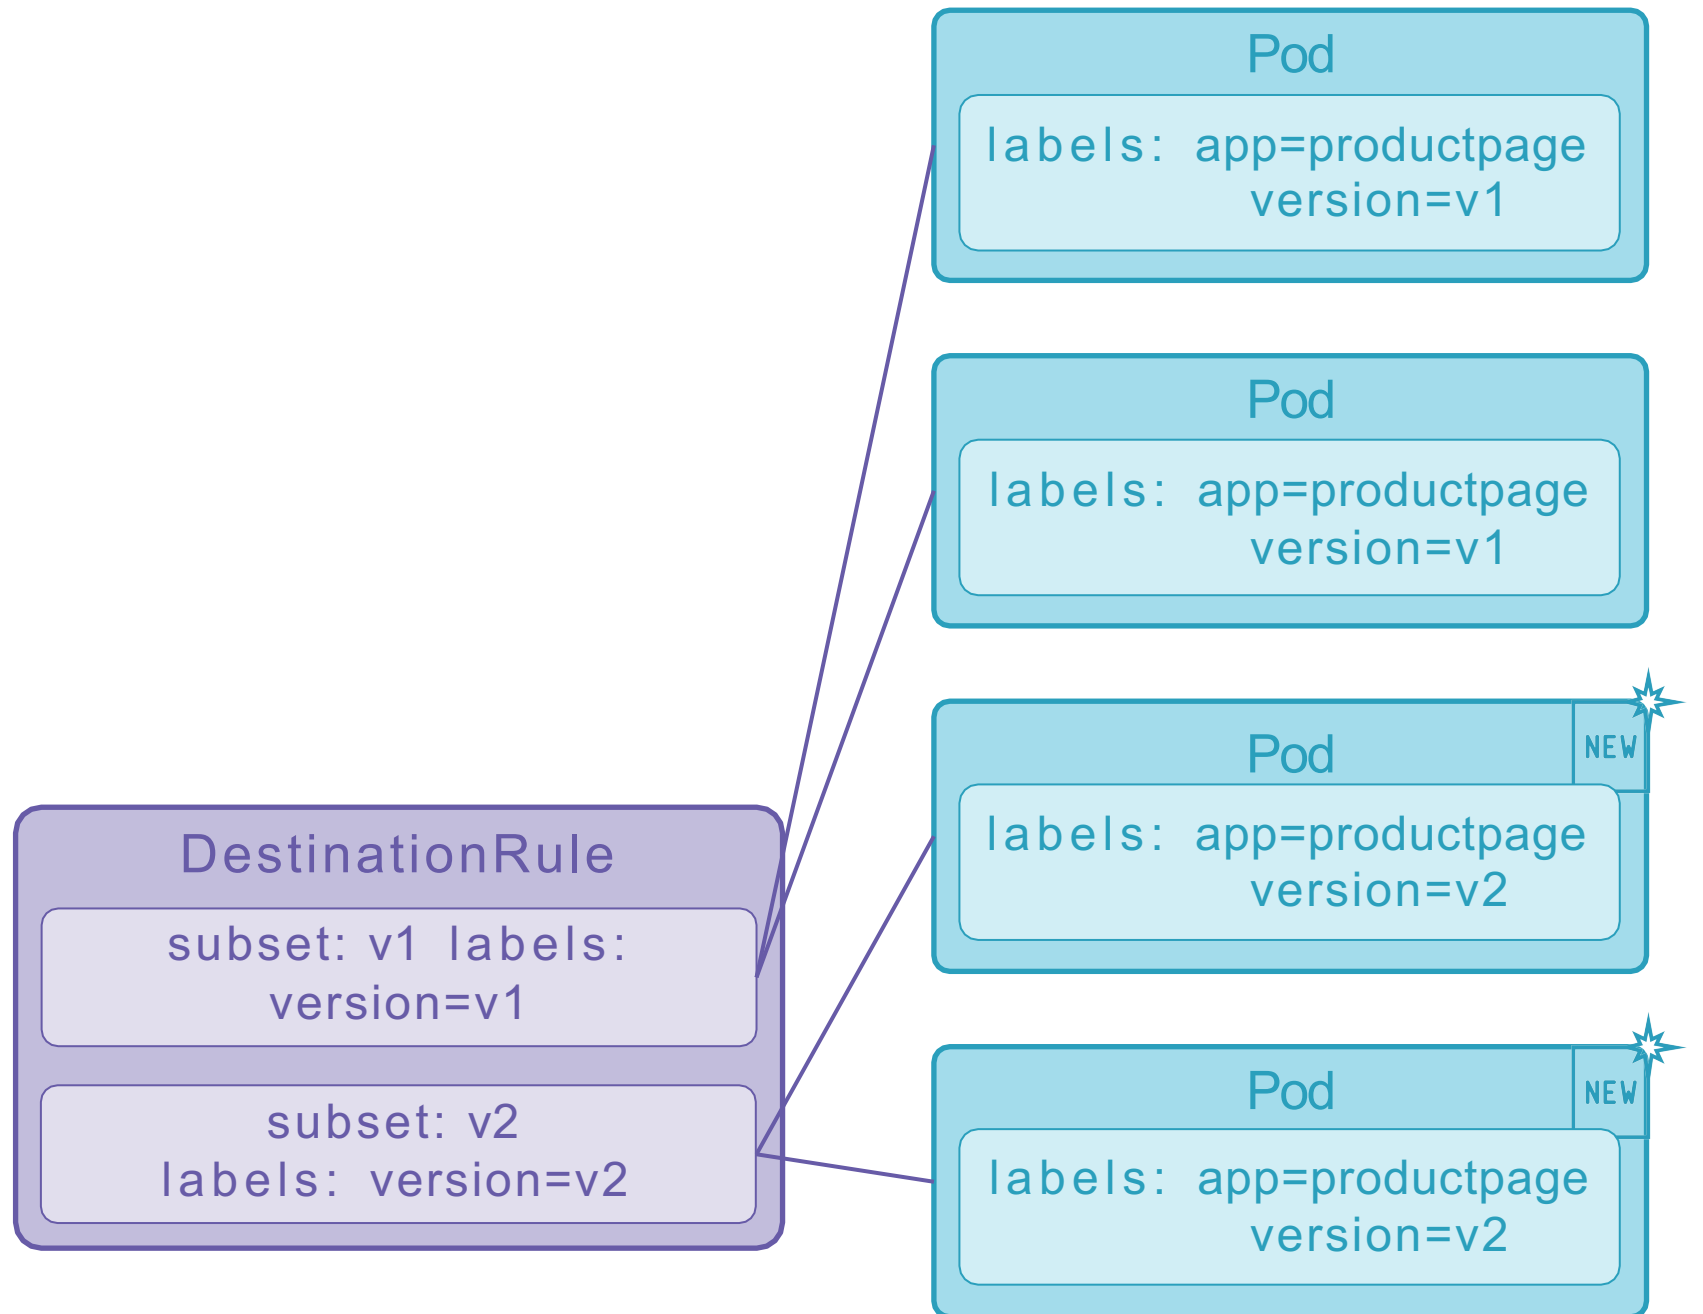 Pod
labels: app=productpage
version=v1
Pod
labels: app=productpage
version=v1
Pod
NEW
labels: app=productpage
version=v2
DestinationRule
subset: v1 labels:
version=v1
subset: v2
labels: version=v2
Pod
NEW
labels: app=productpage
version=v2